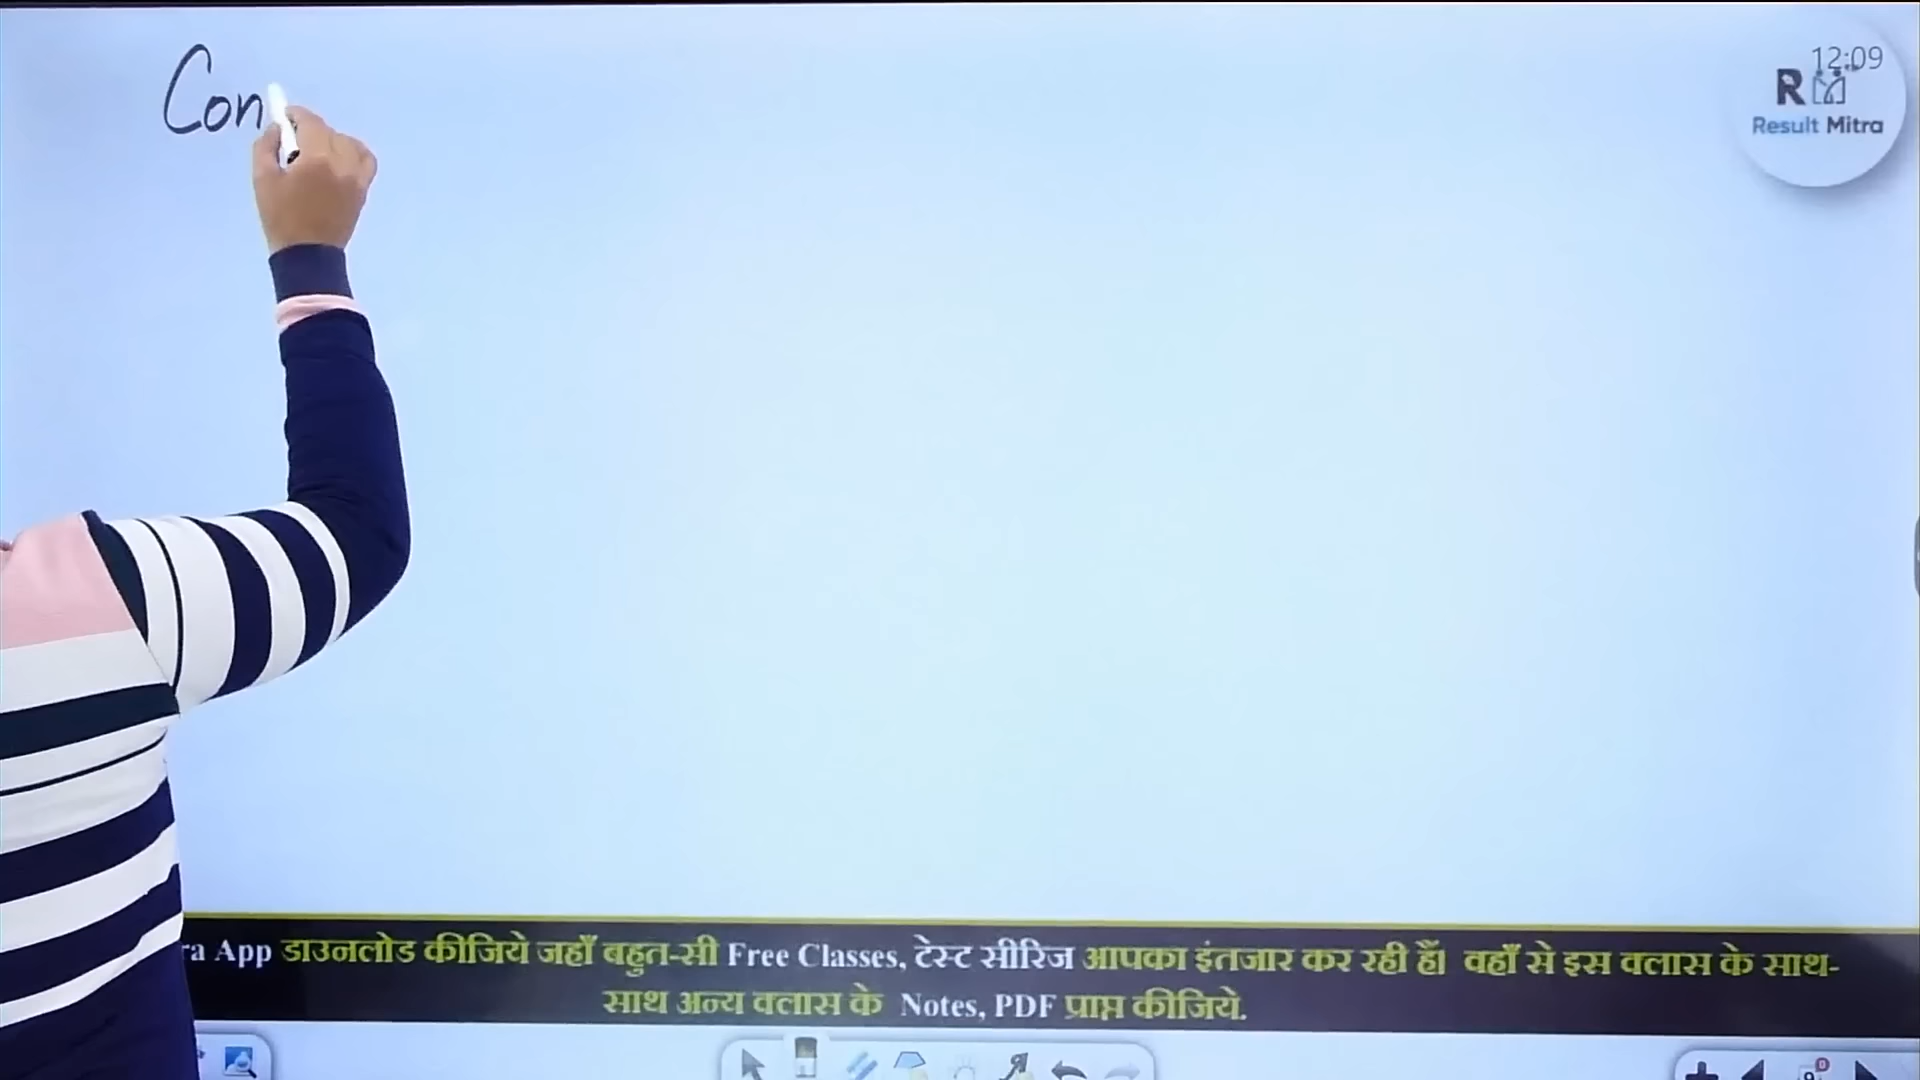 Con
12:09
R
Result Mitra
ra App डाउनलोड कीजिये जहाँ बहुत-सी Free Classes, टेस्ट सीरिज आपका इंतजार कर रही हैं। वहाँ से इस क्लास के साथ-
साथ अन्य क्लास के Notes, PDF प्राप्त कीजिये.